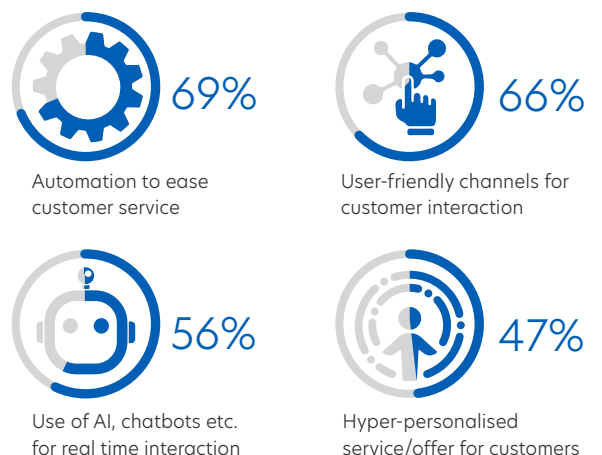 69%
Automation to ease
customer service
66%
User-friendly channels for
customer interaction
56%
Use of AI, chatbots etc.
for real time interaction
47%
Hyper-personalised
service/offer for customers